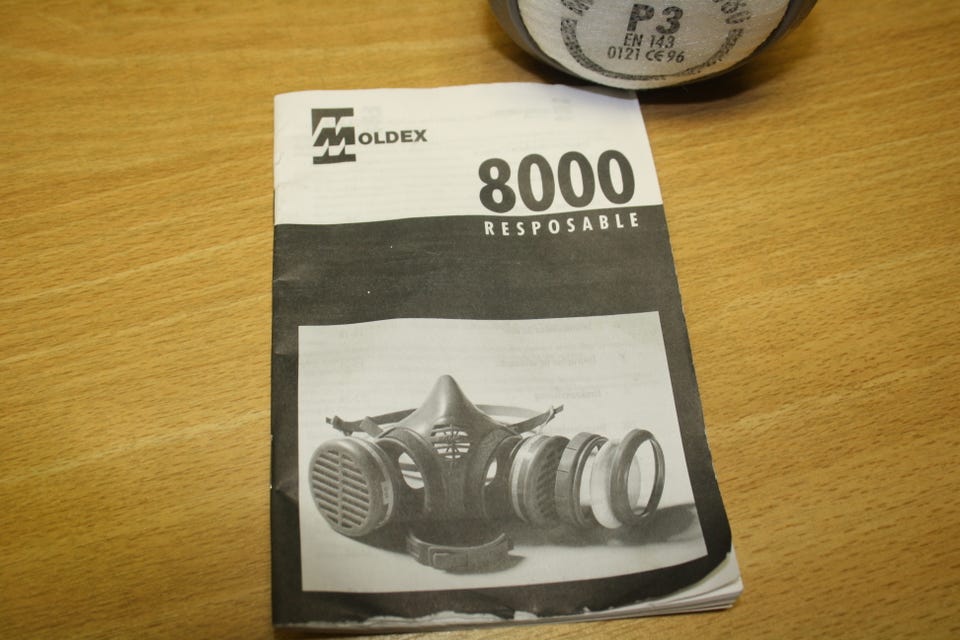 P3
EN 143
0121 CE 96
MOLDEX
8000
RESPOSABLE